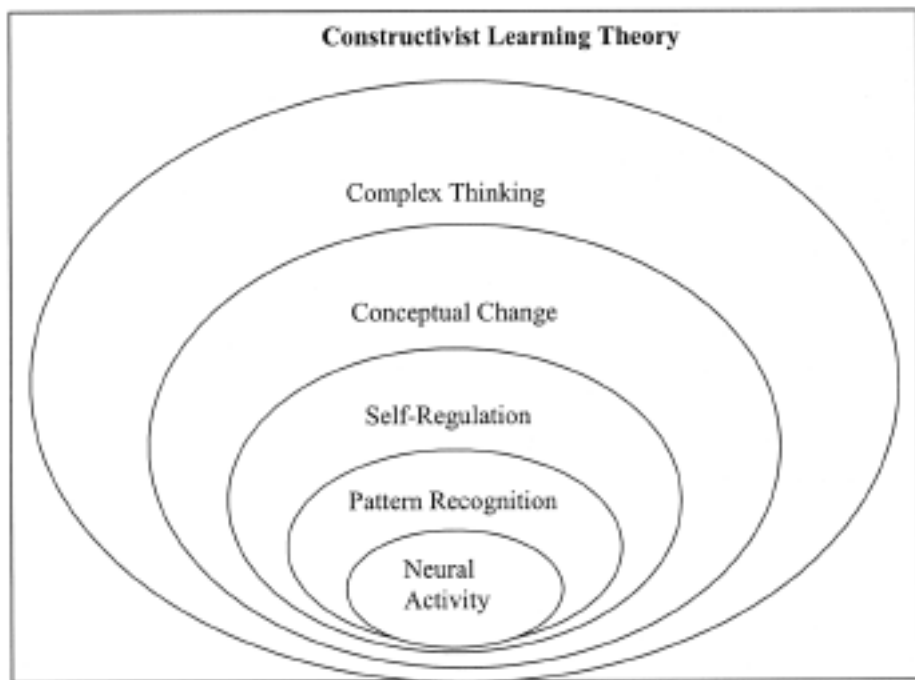 Constructivist Learning Theory
Complex Thinking
Conceptual Change
Self-Regulation
Pattern Recognition
Neural
Activity